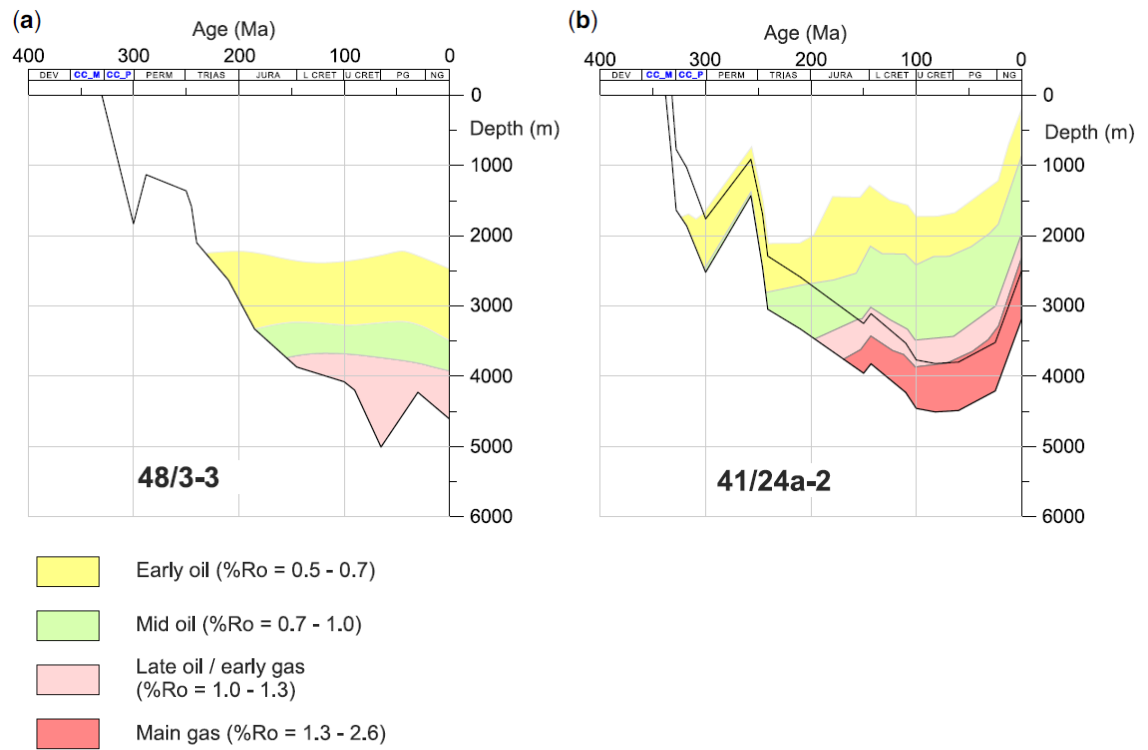 (a)
Age (Ma)
400 300 200 100 0
DEV CC_M CC_P PERM TRIAS JURA L CRET U CRET PG NG
0
Depth (m)
1000
2000
3000
4000
5000
6000
48/3-3
(b)
Age (Ma)
400 300 200 100 0
DEV CC_M CC_P PERM TRIAS JURA L CRET U CRET PG NG
0
Depth (m)
1000
2000
3000
4000
5000
6000
41/24a-2
Early oil (%Ro = 0.5 - 0.7)
Mid oil (%Ro = 0.7 - 1.0)
Late oil / early gas
(%Ro = 1.0 - 1.3)
Main gas (%Ro = 1.3 - 2.6)